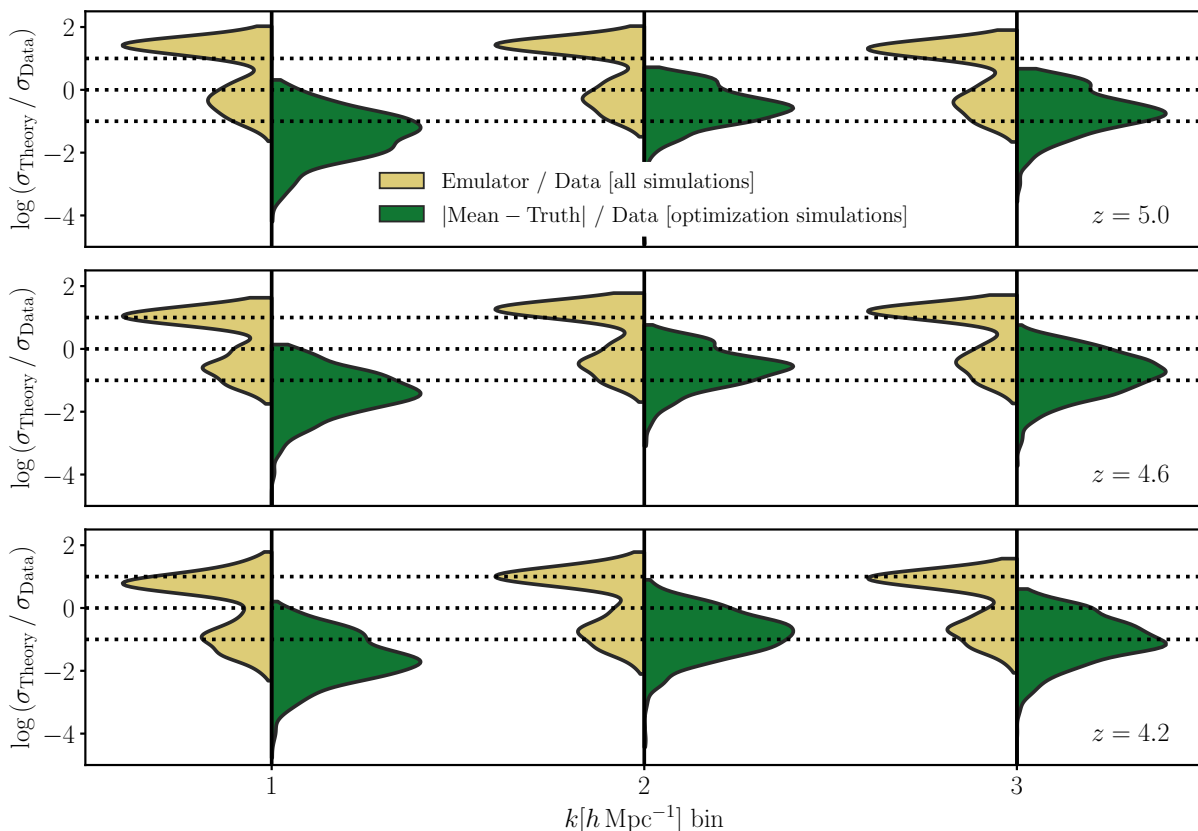 log (σTheory / σData)
2
0
−2
−4
Emulator / Data [all simulations]
|Mean − Truth| / Data [optimization simulations]
z = 5.0
log (σTheory / σData)
2
0
−2
−4
z = 4.6
log (σTheory / σData)
2
0
−2
−4
z = 4.2
1 2 3
k[h Mpc⁻¹] bin